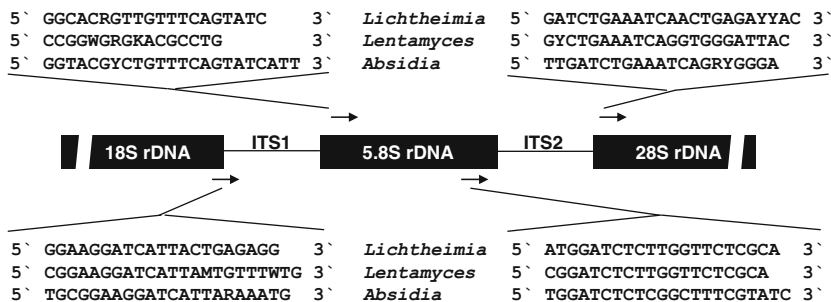 5` GGCACRGTTGTTTCAGTATC 3` Lichtheimia 5` GATCTGAAATCAACTGAGAYYAC 3`
5` CCGGWGRGKACGCCTG 3` Lentamyces 5` GYCTGAAATCAGGTGGGATTAC 3`
5` GGTACGYCTGTTTCAGTATCATT 3` Absidia 5` TTGATCTGAAATCAGRYGGGA 3`
18S rDNA ITS1 5.8S rDNA ITS2 28S rDNA
5` GGAAGGATCATTACTGAGAGG 3` Lichtheimia 5` ATGGATCTCTTGGTTCTCGCA 3`
5` CGGAAGGATCATTAMTGTTTWTG 3` Lentamyces 5` CGGATCTCTTGGTTCTCGCA 3`
5` TGCGGAAGGATCATTARAAATG 3` Absidia 5` TGGATCTCTCGGCTTTCGTATC 3`